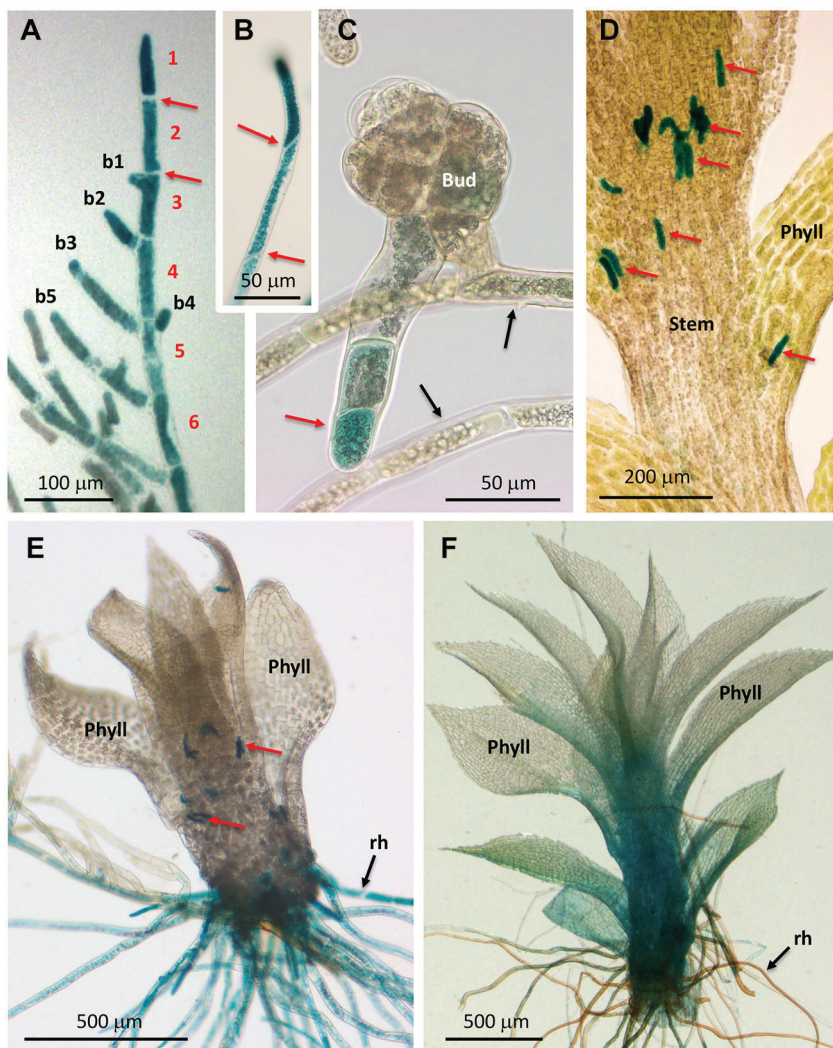 A
1
2
b1
3
b2
b3
4
b4
b5
5
6
100 μm
B
50 μm
C
Bud
50 μm
D
Phyll
Stem
200 μm
E
Phyll
Phyll
rh
500 μm
F
Phyll
Phyll
rh
500 μm